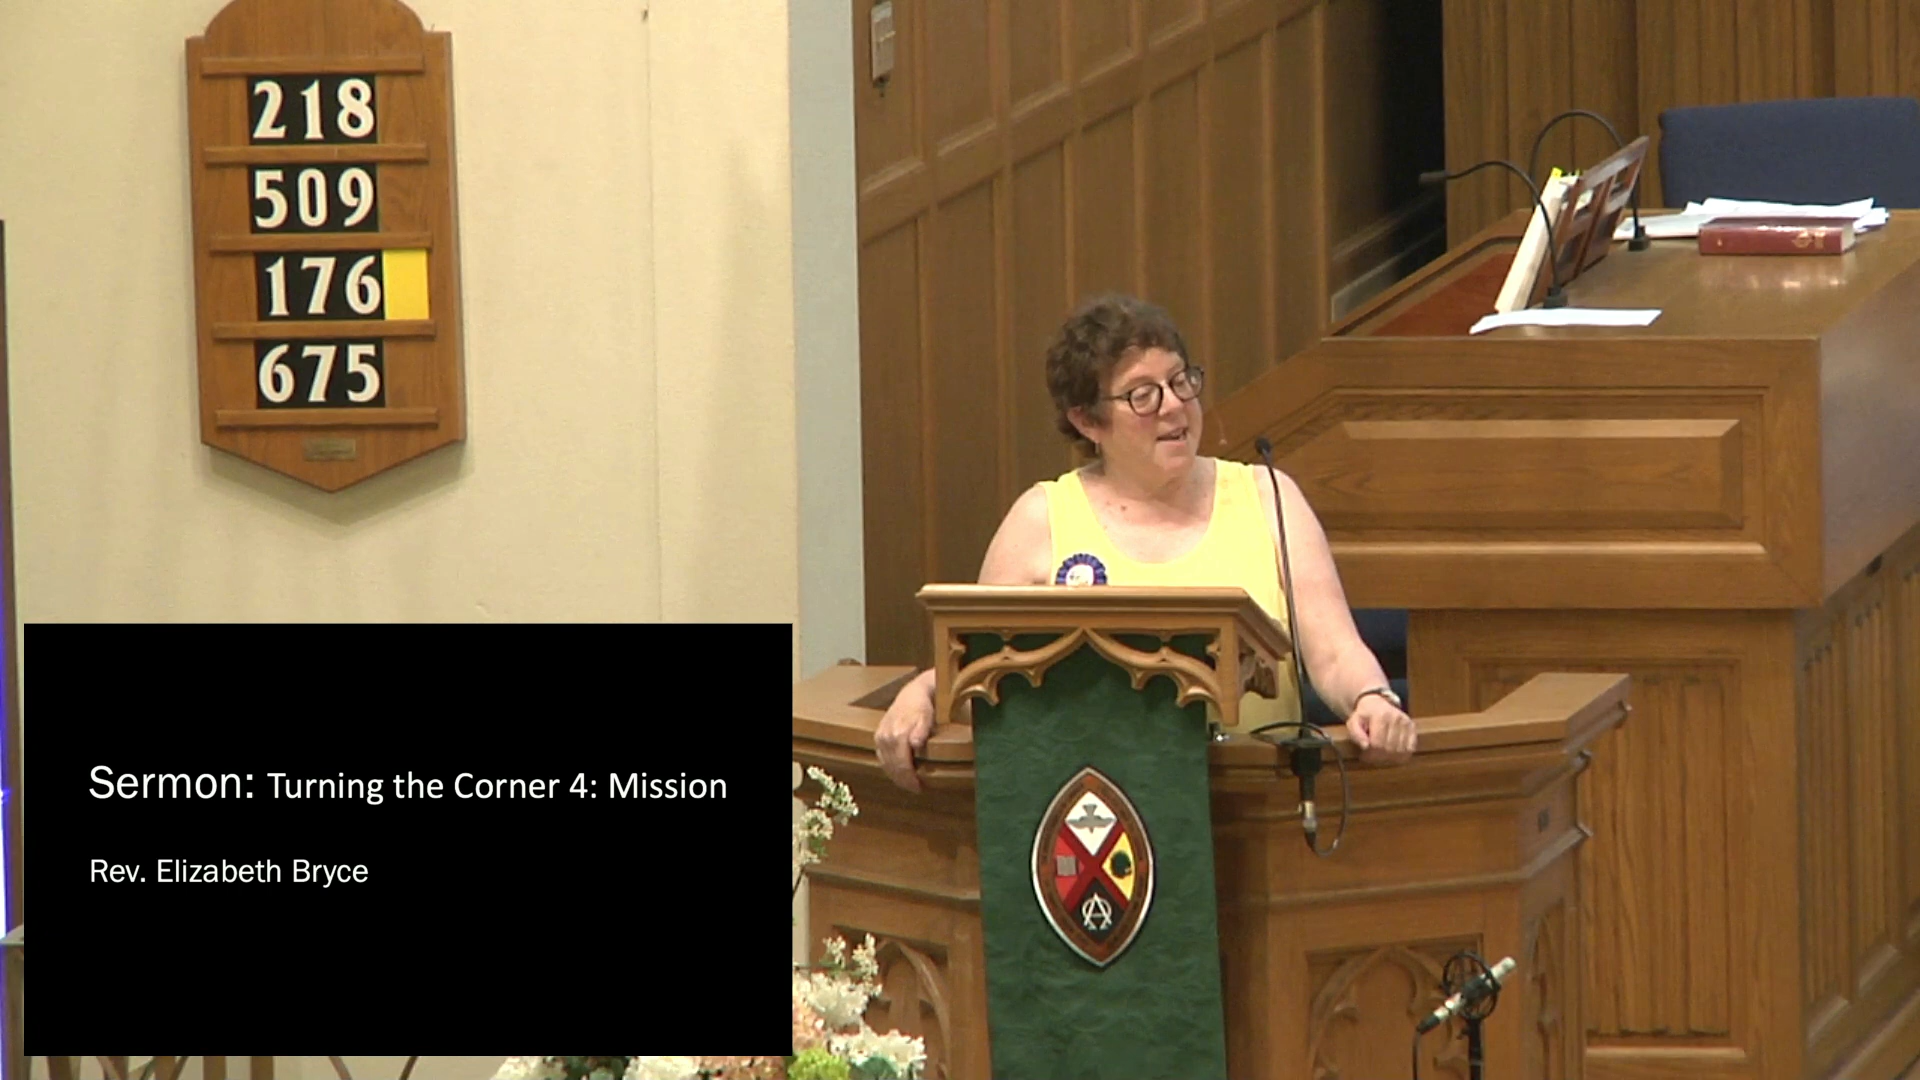 218
509
176
675
Sermon: Turning the Corner 4: Mission
Rev. Elizabeth Bryce